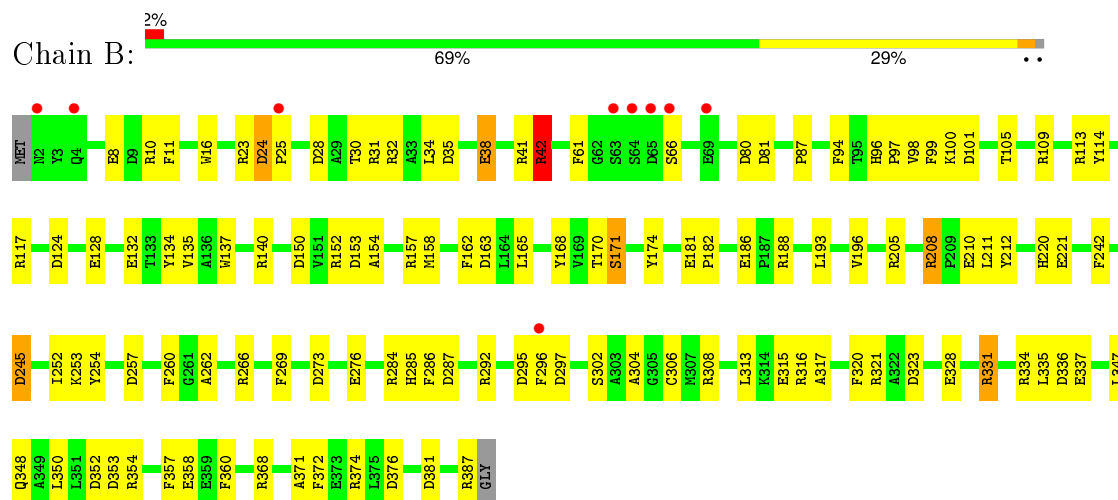 2%
Chain B:
69% 29% • •
MET N2 Y3 Q4 E8 D9 R10 F11 W16 R23 D24 P25 D28 A29 T30 R31 R32 A33 L34 D35 E38 R41 R42 F61 G62 S63 S64 D65 S66 E69 D80 D81 P87 F94 T95 H96 P97 V98 F99 K100 D101 T105 R109 R113 Y114
R117 D124 E128 E132 T133 Y134 V135 A136 W137 R140 D150 V151 R152 D153 A154 R157 M158 F162 D163 L164 L165 Y168 V169 T170 S171 Y174 E181 P182 E186 P187 R188 L193 V196 R205 R208 P209 E210 L211 Y212 H220 E221 F242
D245 I252 K253 Y254 D257 F260 G261 A262 R266 F269 D273 E276 R284 H285 F286 D287 R292 D295 F296 D297 S302 A303 A304 G305 C306 M307 R308 L313 K314 E315 R316 A317 F320 R321 A322 D323 E328 R331 R334 L335 D336 E337 L347
Q348 A349 L350 L351 D352 D353 R354 F357 E358 E359 F360 R368 A371 F372 E373 R374 L375 D376 D381 R387 GLY